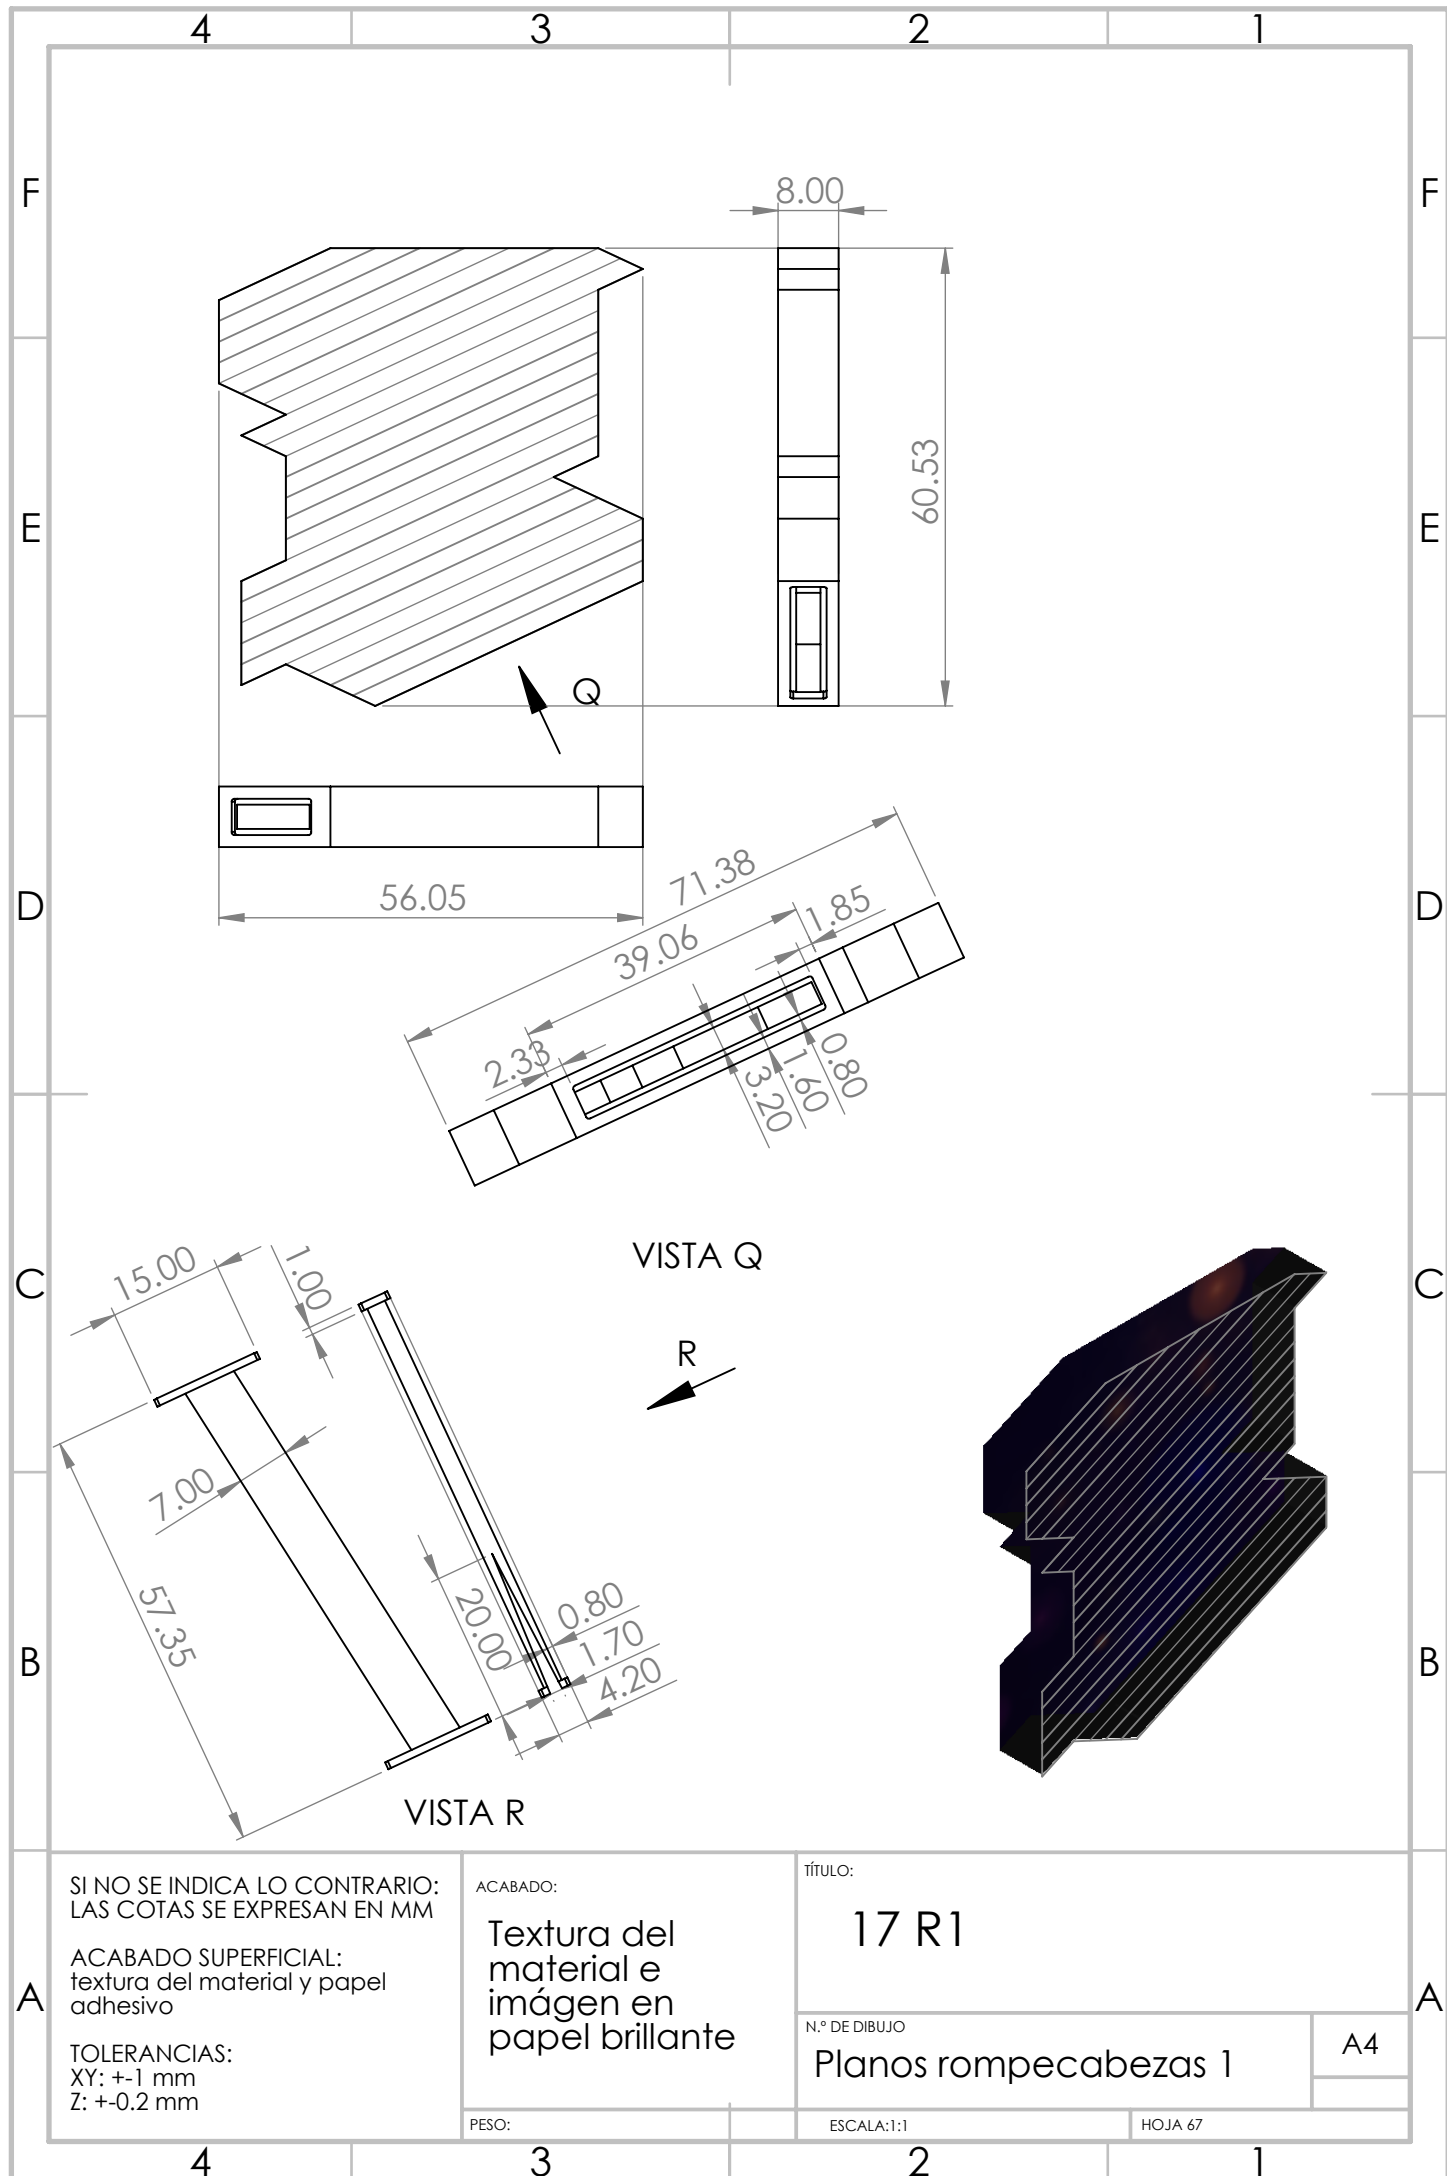 4 3 2 1
F F
8.00
60.53
E E
Q
56.05
D D
71.38
39.06
1.85
2.33
0.80
1.60
3.20
VISTA Q
C C
15.00
1.00
R
7.00
57.35
20.00
0.80
1.70
4.20
B B
VISTA R
SI NO SE INDICA LO CONTRARIO:
LAS COTAS SE EXPRESAN EN MM
ACABADO SUPERFICIAL:
textura del material y papel
adhesivo
TOLERANCIAS:
XY: +-1 mm
Z: +-0.2 mm
ACABADO:
Textura del
material e
imágen en
papel brillante
PESO:
TÍTULO:
17 R1
N.º DE DIBUJO
Planos rompecabezas 1
A4
ESCALA:1:1
HOJA 67
A A
4 3 2 1